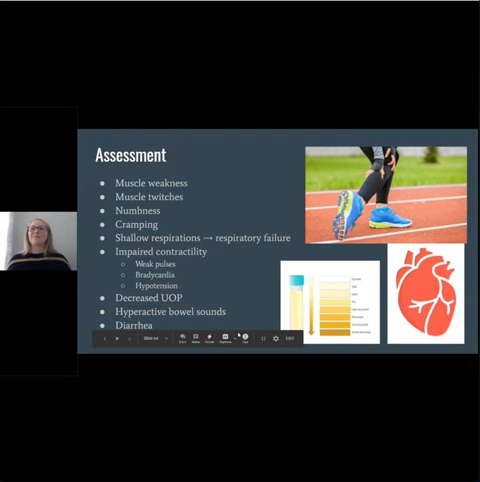 Assessment
Muscle weakness
Muscle twitches
Numbness
Cramping
Shallow respirations → respiratory failure
Impaired contractility
Weak pulses
Bradycardia
Hypotension
Decreased UOP
Hyperactive bowel sounds
Diarrhea
EXIT